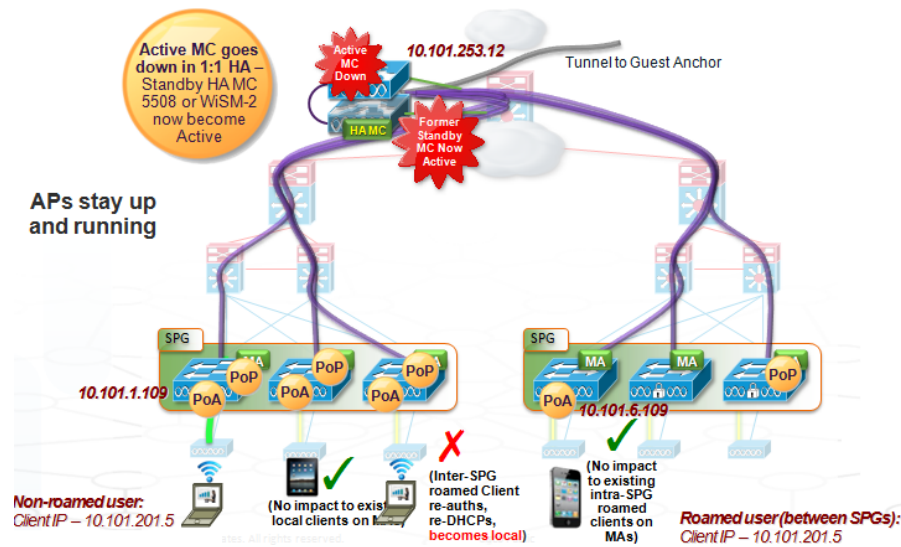 Active MC goes
down in 1:1 HA –
Standby HA MC
5508 or WiSM-2
now become
Active
Active
MC
Down
10.101.253.12
Tunnel to Guest Anchor
HA MC
Former
Standby
MC Now
Active
APs stay up
and running
SPG
MA
PoP
PoA
PoP
PoA
PoP
PoA
10.101.1.109
SPG
MA
MA
PoP
PoA
10.101.6.109
Non-roamed user:
Client IP – 10.101.201.5
(No impact to exist
local clients on MAs)
(Inter-SPG
roamed Client
re-auths,
re-DHCPs,
becomes local)
(No impact
to existing
intra-SPG
roamed
clients on
MAs)
Roamed user (between SPGs):
Client IP – 10.101.201.5
ates. All rights reserved.